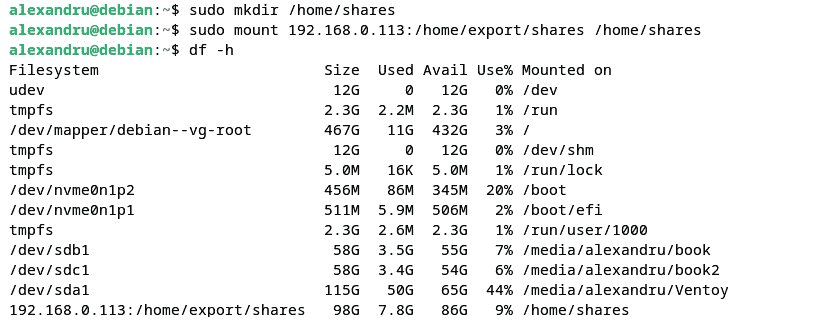 alexandru@debian:~$ sudo mkdir /home/shares
alexandru@debian:~$ sudo mount 192.168.0.113:/home/export/shares /home/shares
alexandru@debian:~$ df -h
Filesystem                         Size  Used Avail Use% Mounted on
udev                                12G     0   12G   0% /dev
tmpfs                              2.3G  2.2M  2.3G   1% /run
/dev/mapper/debian--vg-root        467G   11G  432G   3% /
tmpfs                               12G     0   12G   0% /dev/shm
tmpfs                              5.0M   16K  5.0M   1% /run/lock
/dev/nvme0n1p2                     456M   86M  345M  20% /boot
/dev/nvme0n1p1                     511M  5.9M  506M   2% /boot/efi
tmpfs                              2.3G  2.6M  2.3G   1% /run/user/1000
/dev/sdb1                           58G  3.5G   55G   7% /media/alexandru/book
/dev/sdc1                           58G  3.4G   54G   6% /media/alexandru/book2
/dev/sda1                          115G   50G   65G  44% /media/alexandru/Ventoy
192.168.0.113:/home/export/shares   98G  7.8G   86G   9% /home/shares